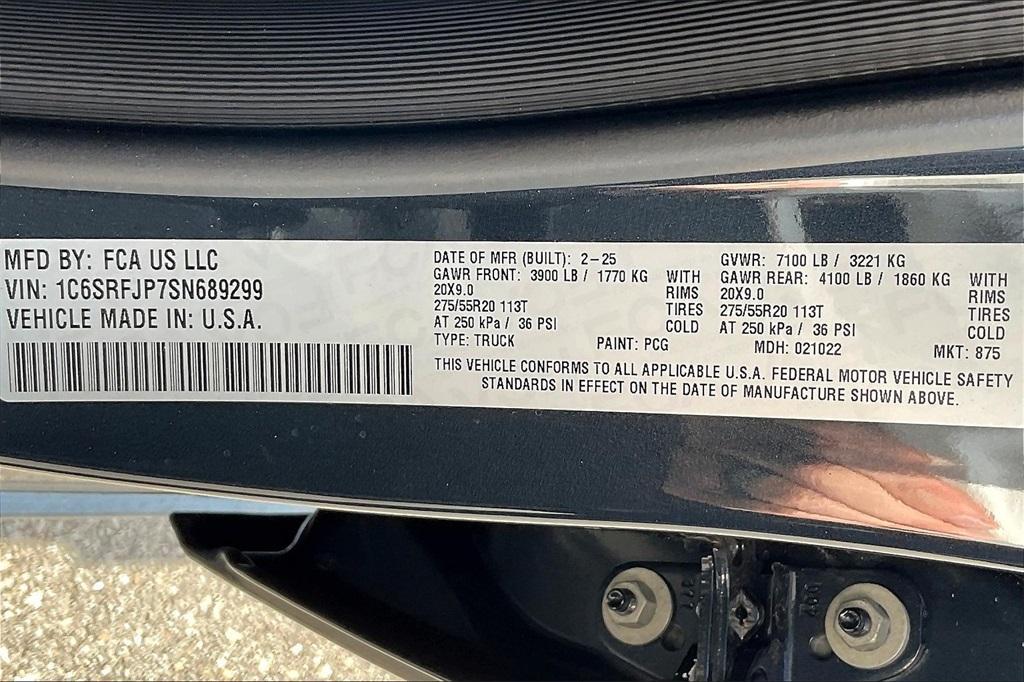 MFD BY: FCA US LLC
VIN: 1C6SRFJP7SN689299
VEHICLE MADE IN: U.S.A.
DATE OF MFR (BUILT): 2-25
GAWR FRONT: 3900 LB / 1770 KG WITH
20X9.0 RIMS
275/55R20 113T TIRES
AT 250 kPa / 36 PSI COLD
GVWR: 7100 LB / 3221 KG
GAWR REAR: 4100 LB / 1860 KG WITH
20X9.0 RIMS
275/55R20 113T TIRES
AT 250 kPa / 36 PSI COLD
TYPE: TRUCK PAINT: PCG MDH: 021022 MKT: 875
THIS VEHICLE CONFORMS TO ALL APPLICABLE U.S.A. FEDERAL MOTOR VEHICLE SAFETY
STANDARDS IN EFFECT ON THE DATE OF MANUFACTURE SHOWN ABOVE.